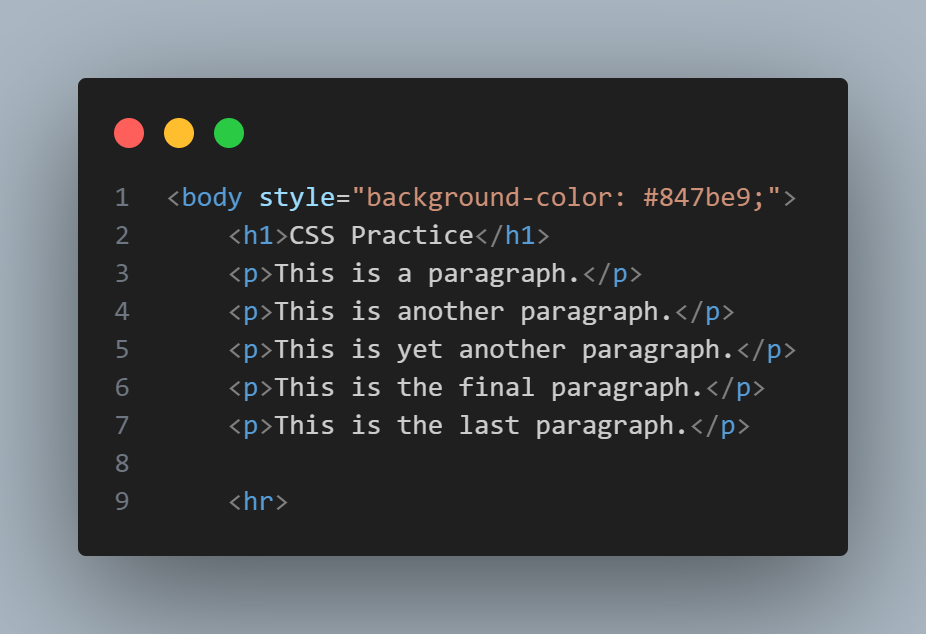 1 <body style="background-color: #847be9;">
2     <h1>CSS Practice</h1>
3     <p>This is a paragraph.</p>
4     <p>This is another paragraph.</p>
5     <p>This is yet another paragraph.</p>
6     <p>This is the final paragraph.</p>
7     <p>This is the last paragraph.</p>
8
9     <hr>